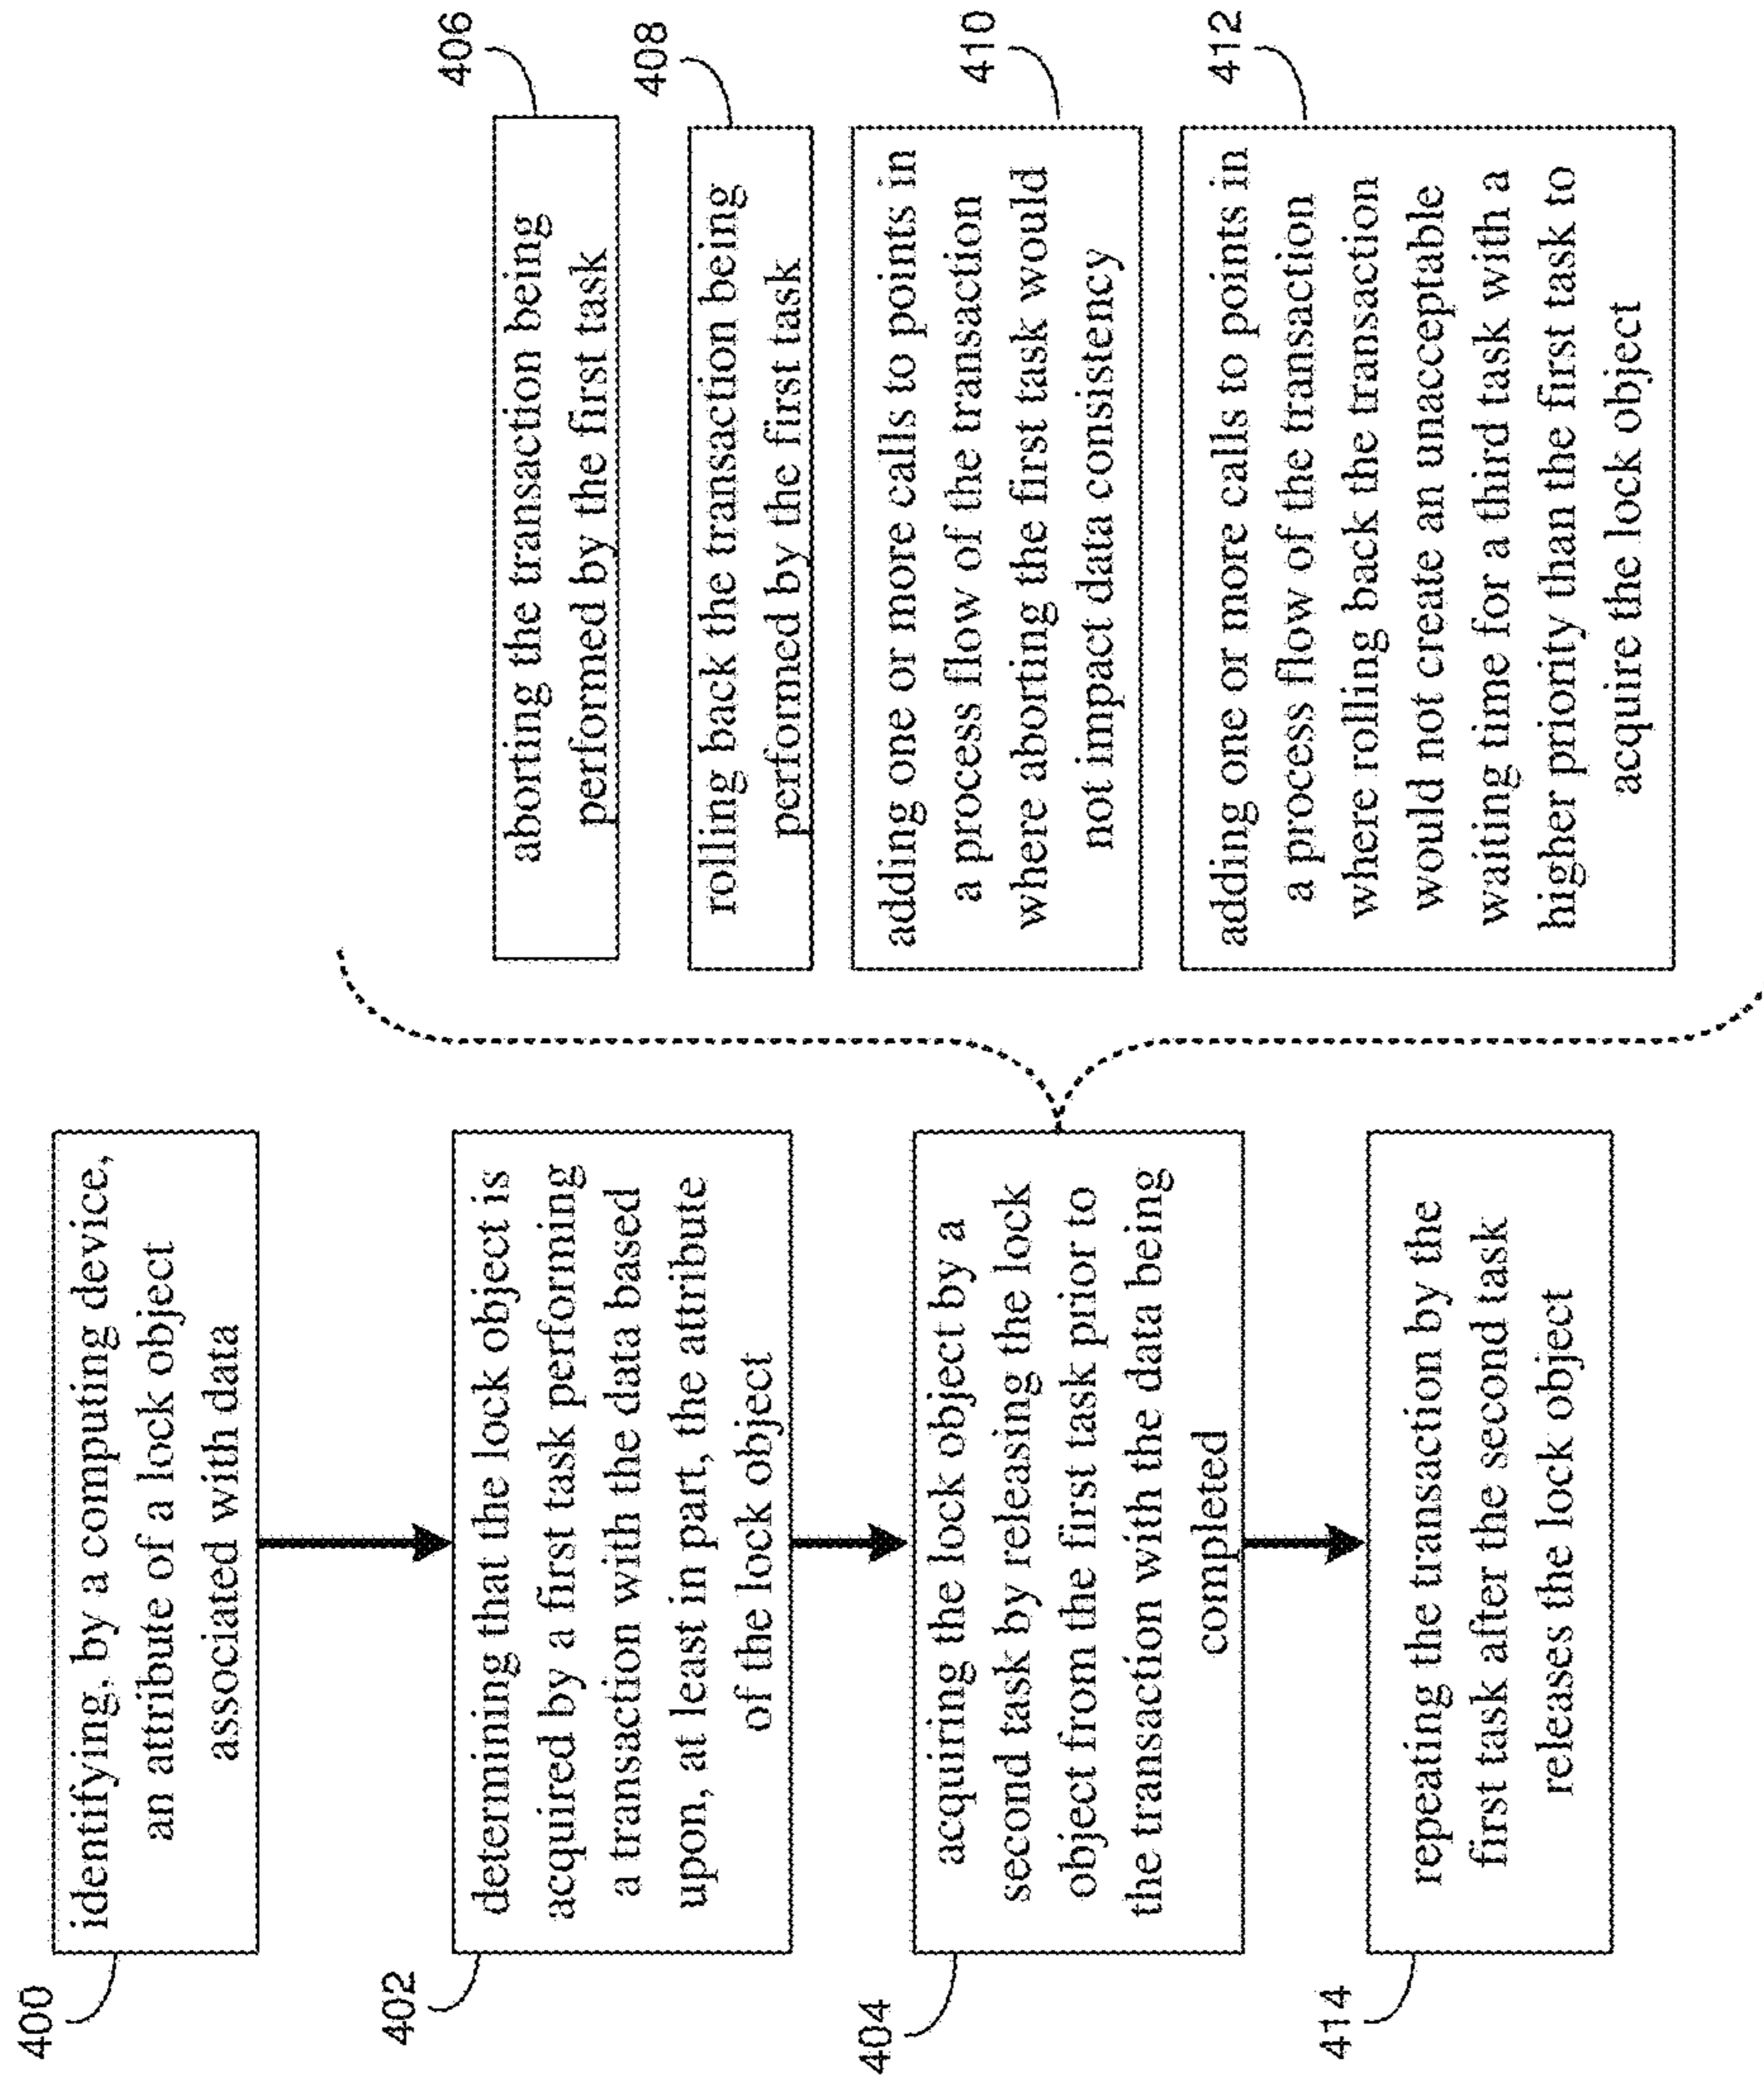 400
identifying, by a computing device,
an attribute of a lock object
associated with data
402
determining that the lock object is
acquired by a first task performing
a transaction with the data based
upon, at least in part, the attribute
of the lock object
404
acquiring the lock object by a
second task by releasing the lock
object from the first task prior to
the transaction with the data being
completed
406
aborting the transaction being
performed by the first task
408
rolling back the transaction being
performed by the first task
410
adding one or more calls to points in
a process flow of the transaction
where aborting the first task would
not impact data consistency
412
adding one or more calls to points in
a process flow of the transaction
where rolling back the transaction
would not create an unacceptable
waiting time for a third task with a
higher priority than the first task to
acquire the lock object
414
repeating the transaction by the
first task after the second task
releases the lock object